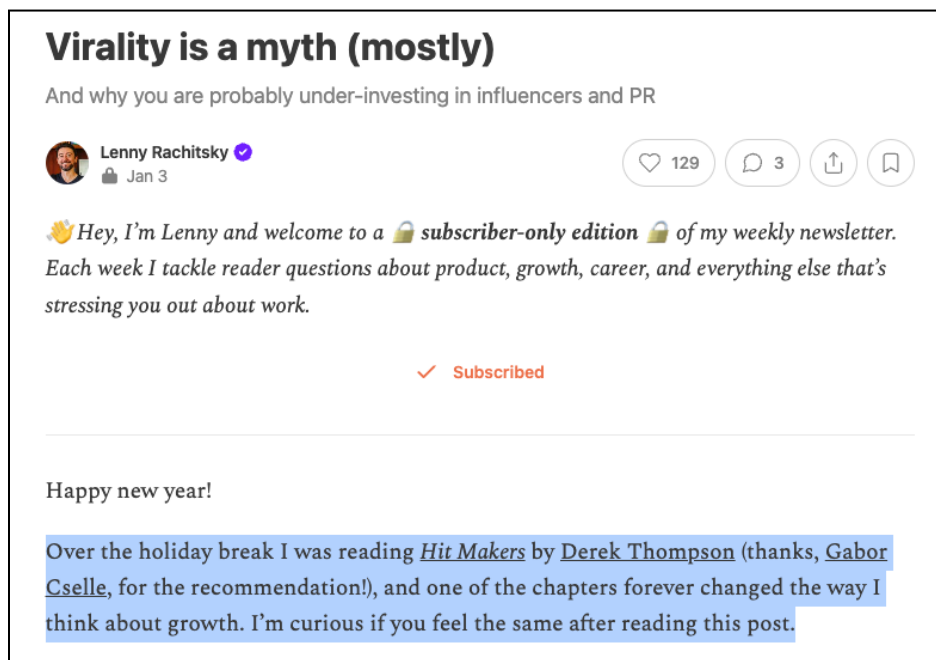 Virality is a myth (mostly)
And why you are probably under-investing in influencers and PR
Lenny Rachitsky
Jan 3
129
3
👋 Hey, I’m Lenny and welcome to a 🔒 subscriber-only edition 🔒 of my weekly newsletter.
Each week I tackle reader questions about product, growth, career, and everything else that’s
stressing you out about work.
Subscribed
Happy new year!
Over the holiday break I was reading Hit Makers by Derek Thompson (thanks, Gabor
Cselle, for the recommendation!), and one of the chapters forever changed the way I
think about growth. I’m curious if you feel the same after reading this post.